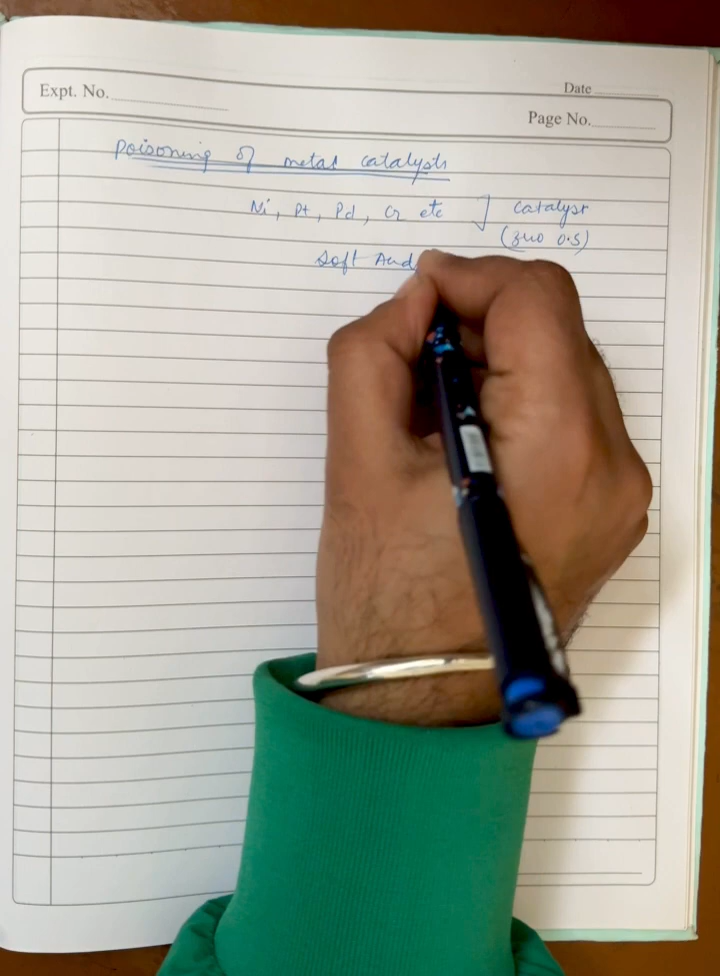 Expt. No.
Date
Page No.
Poisoning of metal catalysts
Ni, Pt, Pd, Cr etc ] Catalyst
(zero O.S)
Soft Acid